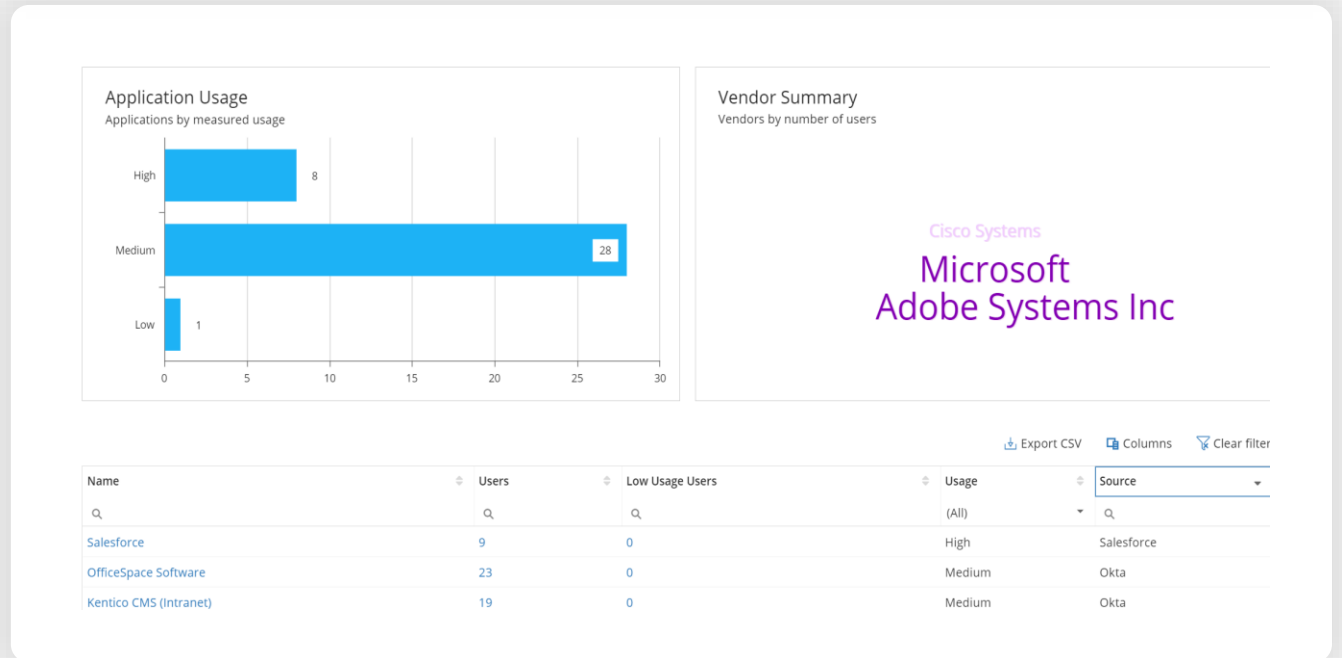 Application Usage
Applications by measured usage
High
8
Medium
28
Low
1
0 5 10 15 20 25 30
Vendor Summary
Vendors by number of users
Cisco Systems
Microsoft
Adobe Systems Inc
Export CSV Columns Clear filter
Name Users Low Usage Users Usage Source
(All)
Salesforce 9 0 High Salesforce
OfficeSpace Software 23 0 Medium Okta
Kentico CMS (Intranet) 19 0 Medium Okta